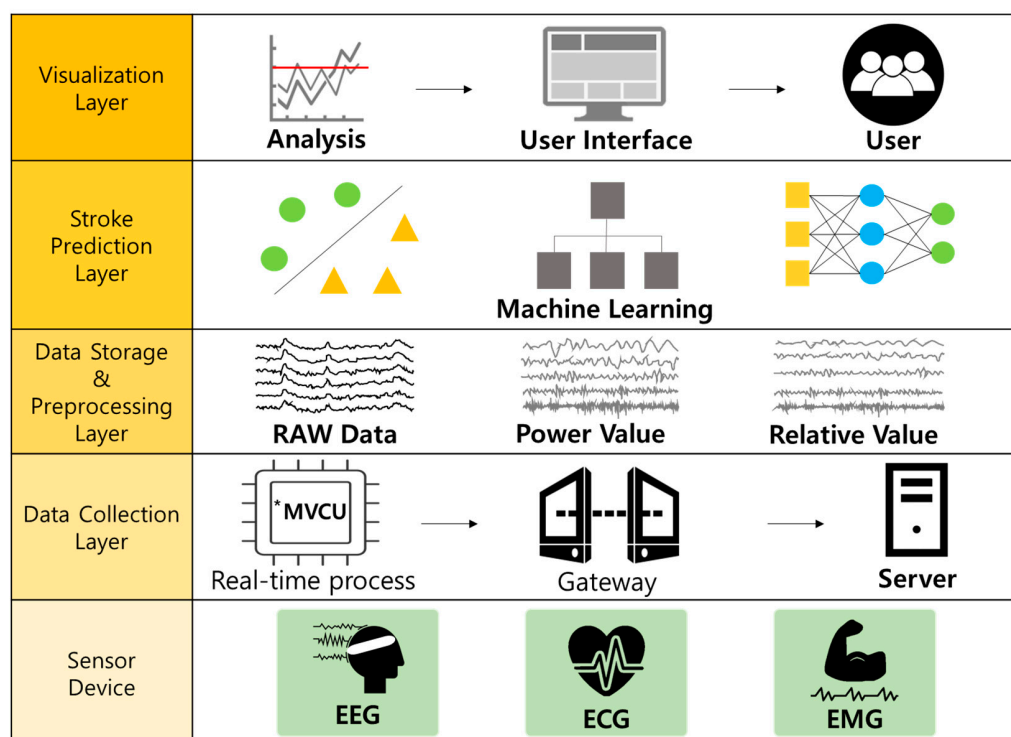 Visualization
Layer
Analysis
User Interface
User
Stroke
Prediction
Layer
Machine Learning
Data Storage
&
Preprocessing
Layer
RAW Data
Power Value
Relative Value
Data Collection
Layer
*MVCU
Real-time process
Gateway
Server
Sensor
Device
EEG
ECG
EMG